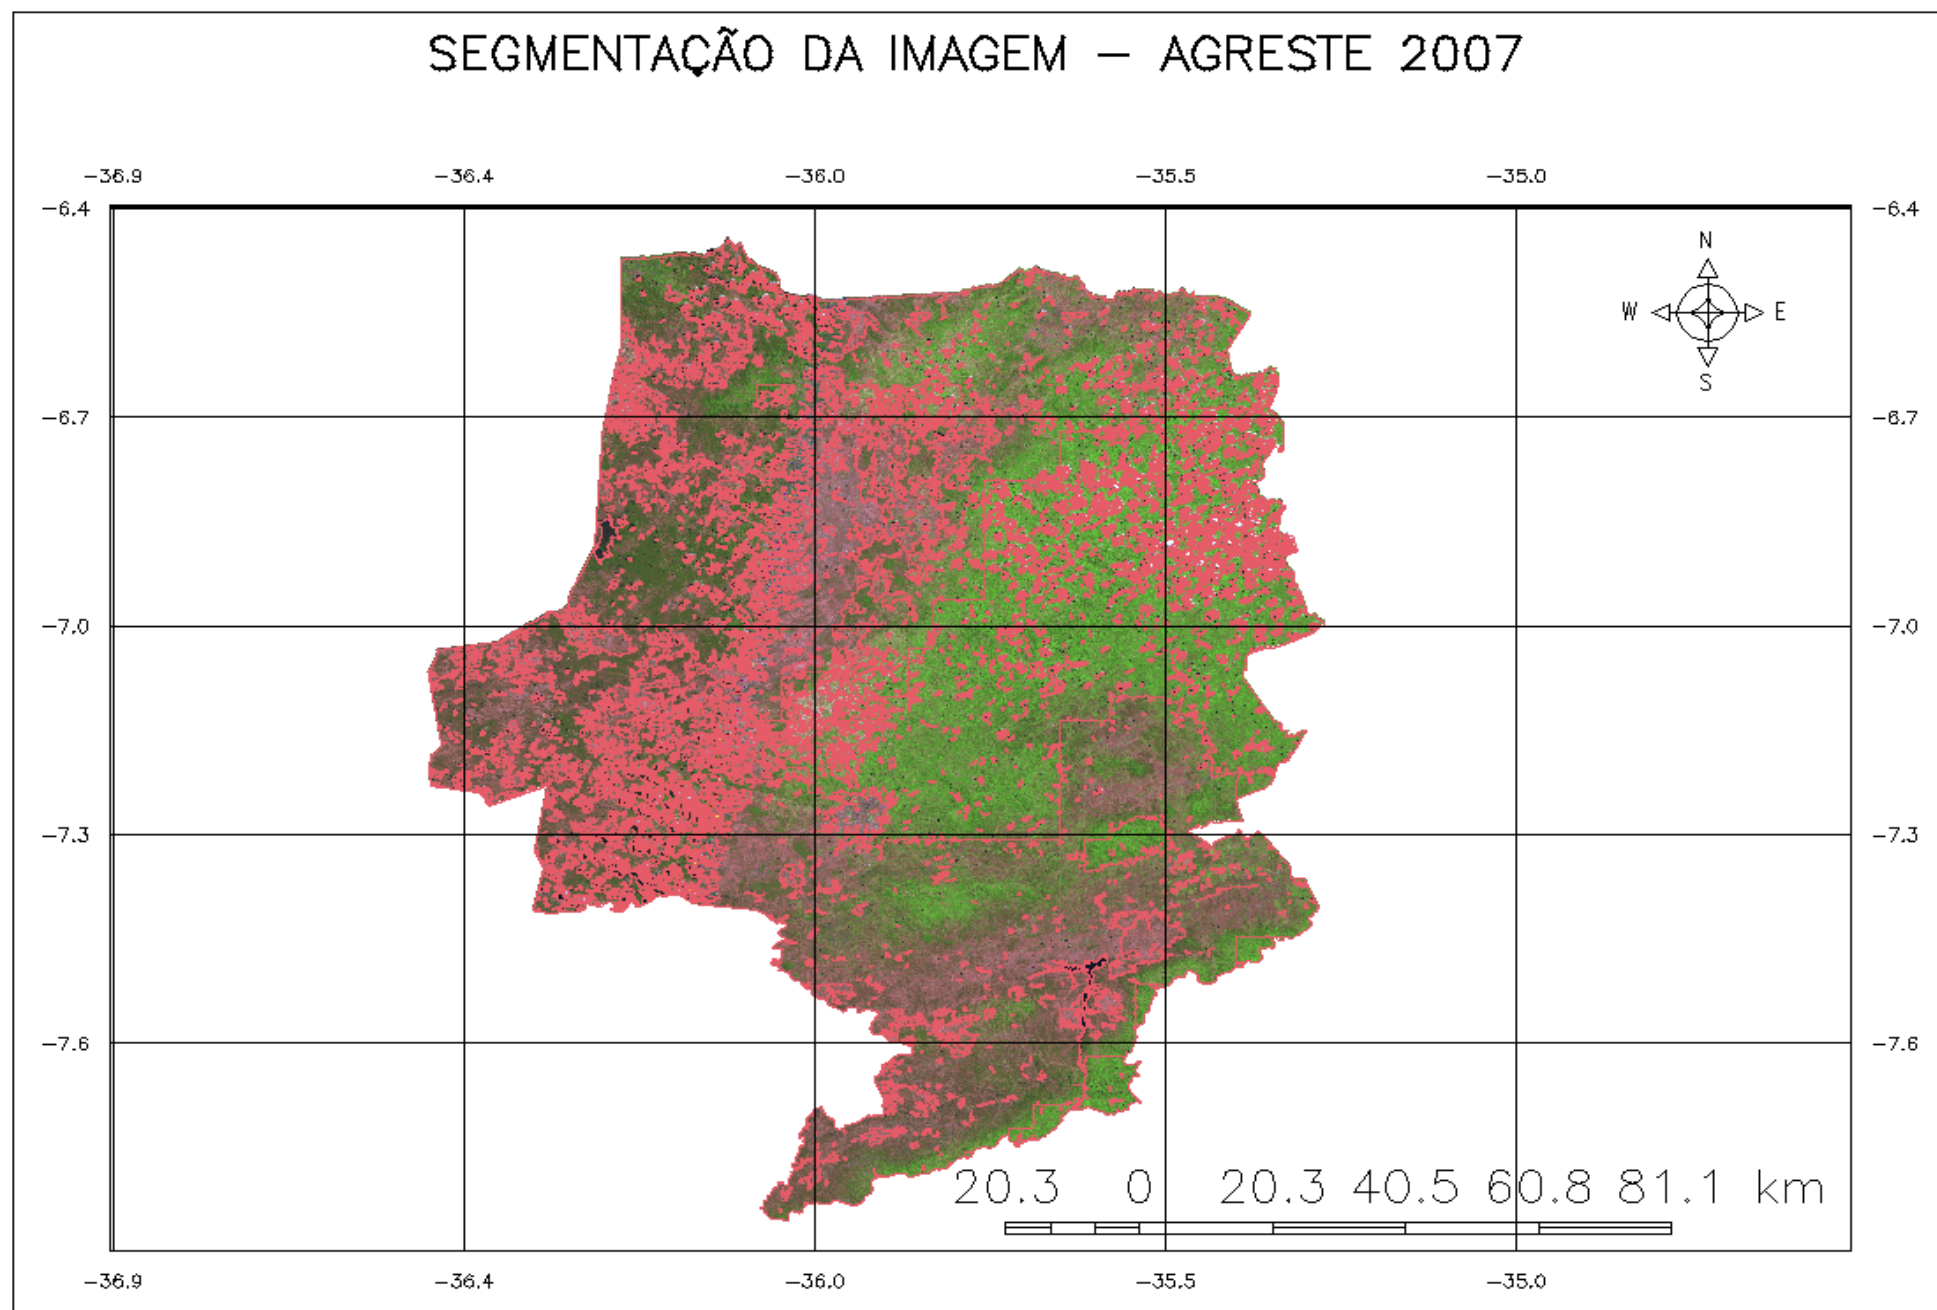 SEGMENTAÇÃO DA IMAGEM – AGRESTE 2007
-36.9 -36.4 -36.0 -35.5 -35.0
-6.4 -6.4
N
W E
S
-6.7 -6.7
-7.0 -7.0
-7.3 -7.3
-7.6 -7.6
20.3 0 20.3 40.5 60.8 81.1 km
-36.9 -36.4 -36.0 -35.5 -35.0